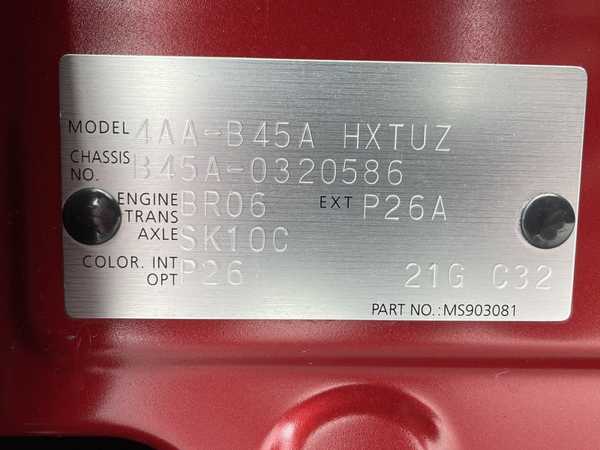 MODEL 4AA-B45A HXTUZ
CHASSIS NO. B45A-0320586
ENGINE BR06 EXT P26A
TRANS AXLE SK10C
COLOR. INT OPT P26 21G C32
PART NO.:MS903081